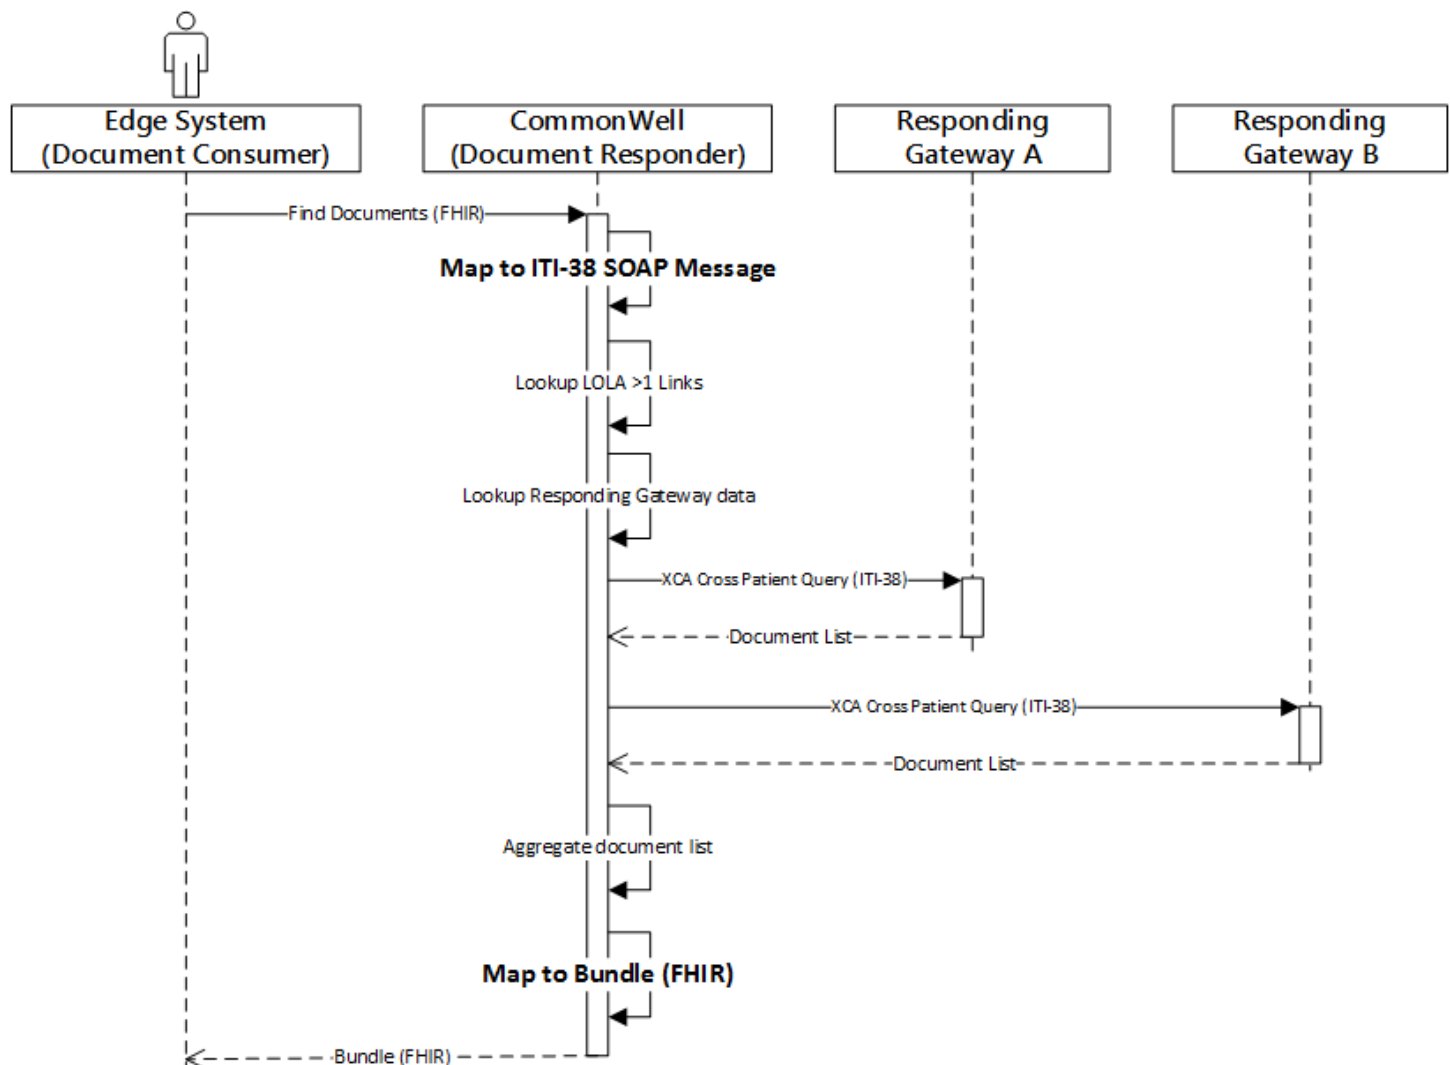 Edge System
(Document Consumer)
CommonWell
(Document Responder)
Responding
Gateway A
Responding
Gateway B
Find Documents (FHIR)
Map to ITI-38 SOAP Message
Lookup LOLA >1 Links
Lookup Responding Gateway data
XCA Cross Patient Query (ITI-38)
Document List
XCA Cross Patient Query (ITI-38)
Document List
Aggregate document list
Map to Bundle (FHIR)
Bundle (FHIR)